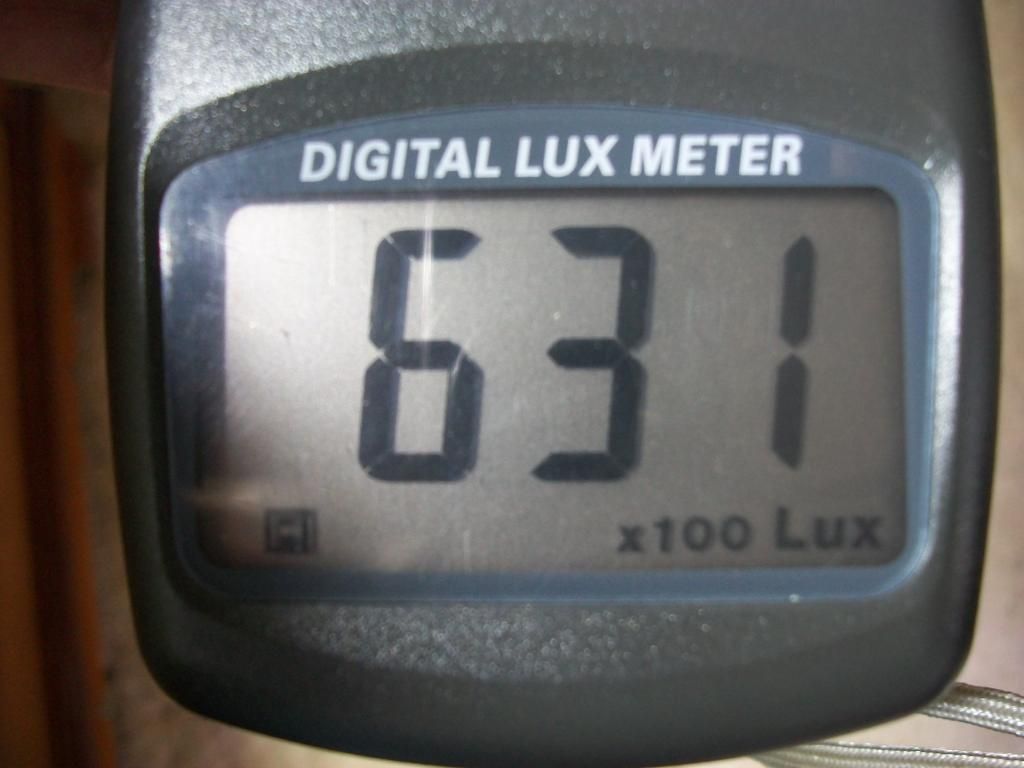 DIGITAL LUX METER
631
x100 Lux